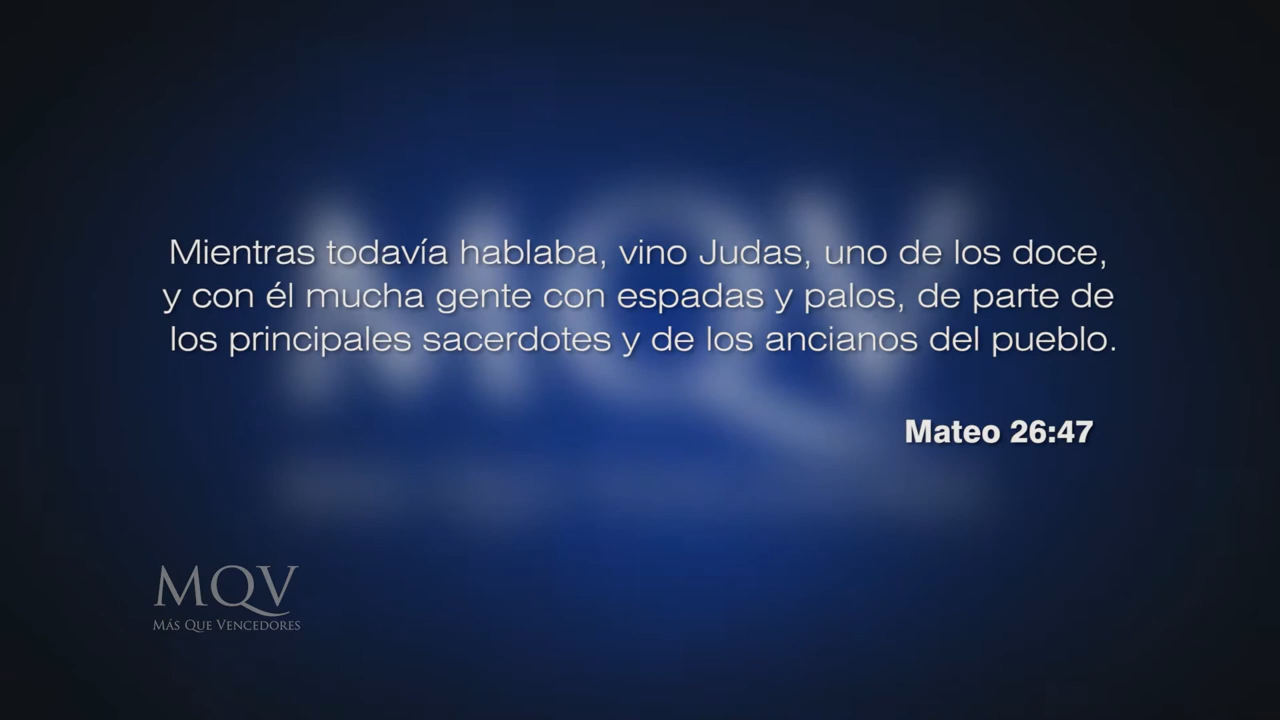 Mientras todavía hablaba, vino Judas, uno de los doce,
y con él mucha gente con espadas y palos, de parte de
los principales sacerdotes y de los ancianos del pueblo.
Mateo 26:47
MQV
MÁS QUE VENCEDORES